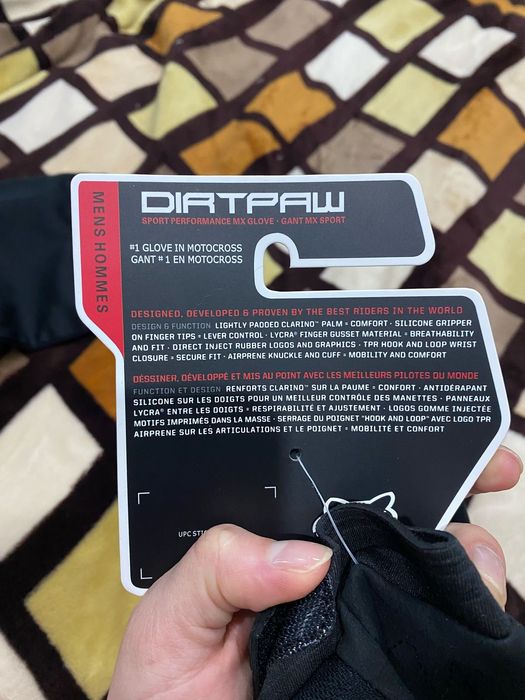 MENS HOMMES
DIRTPAW
SPORT PERFORMANCE MX GLOVE · GANT MX SPORT
#1 GLOVE IN MOTOCROSS
GANT # 1 EN MOTOCROSS
DESIGNED, DEVELOPED & PROVEN BY THE BEST RIDERS IN THE WORLD
DESIGN & FUNCTION LIGHTLY PADDED CLARINO™ PALM = COMFORT · SILICONE GRIPPER
ON FINGER TIPS = LEVER CONTROL · LYCRA® FINGER GUSSET MATERIAL = BREATHABILITY
AND FIT · DIRECT INJECT RUBBER LOGOS AND GRAPHICS · TPR HOOK AND LOOP WRIST
CLOSURE = SECURE FIT · AIRPRENE KNUCKLE AND CUFF = MOBILITY AND COMFORT
DÉSSINER, DÉVELOPPÉ ET MIS AU POINT AVEC LES MEILLEURS PILOTES DU MONDE
FUNCTION ET DESIGN RENFORTS CLARINO™ SUR LA PAUME = CONFORT · ANTIDÉRAPANT
SILICONE SUR LES DOIGTS POUR UN MEILLEUR CONTRÔLE DES MANETTES · PANNEAUX
LYCRA® ENTRE LES DOIGTS = RESPIRABILITÉ ET AJUSTEMENT · LOGOS GOMME INJECTÉE
MOTIFS IMPRIMÉS DANS LA MASSE · SERRAGE DU POIGNET "HOOK AND LOOP" AVEC LOGO TPR
AIRPRENE SUR LES ARTICULATIONS ET LE POIGNET = MOBILITÉ ET CONFORT
UPC